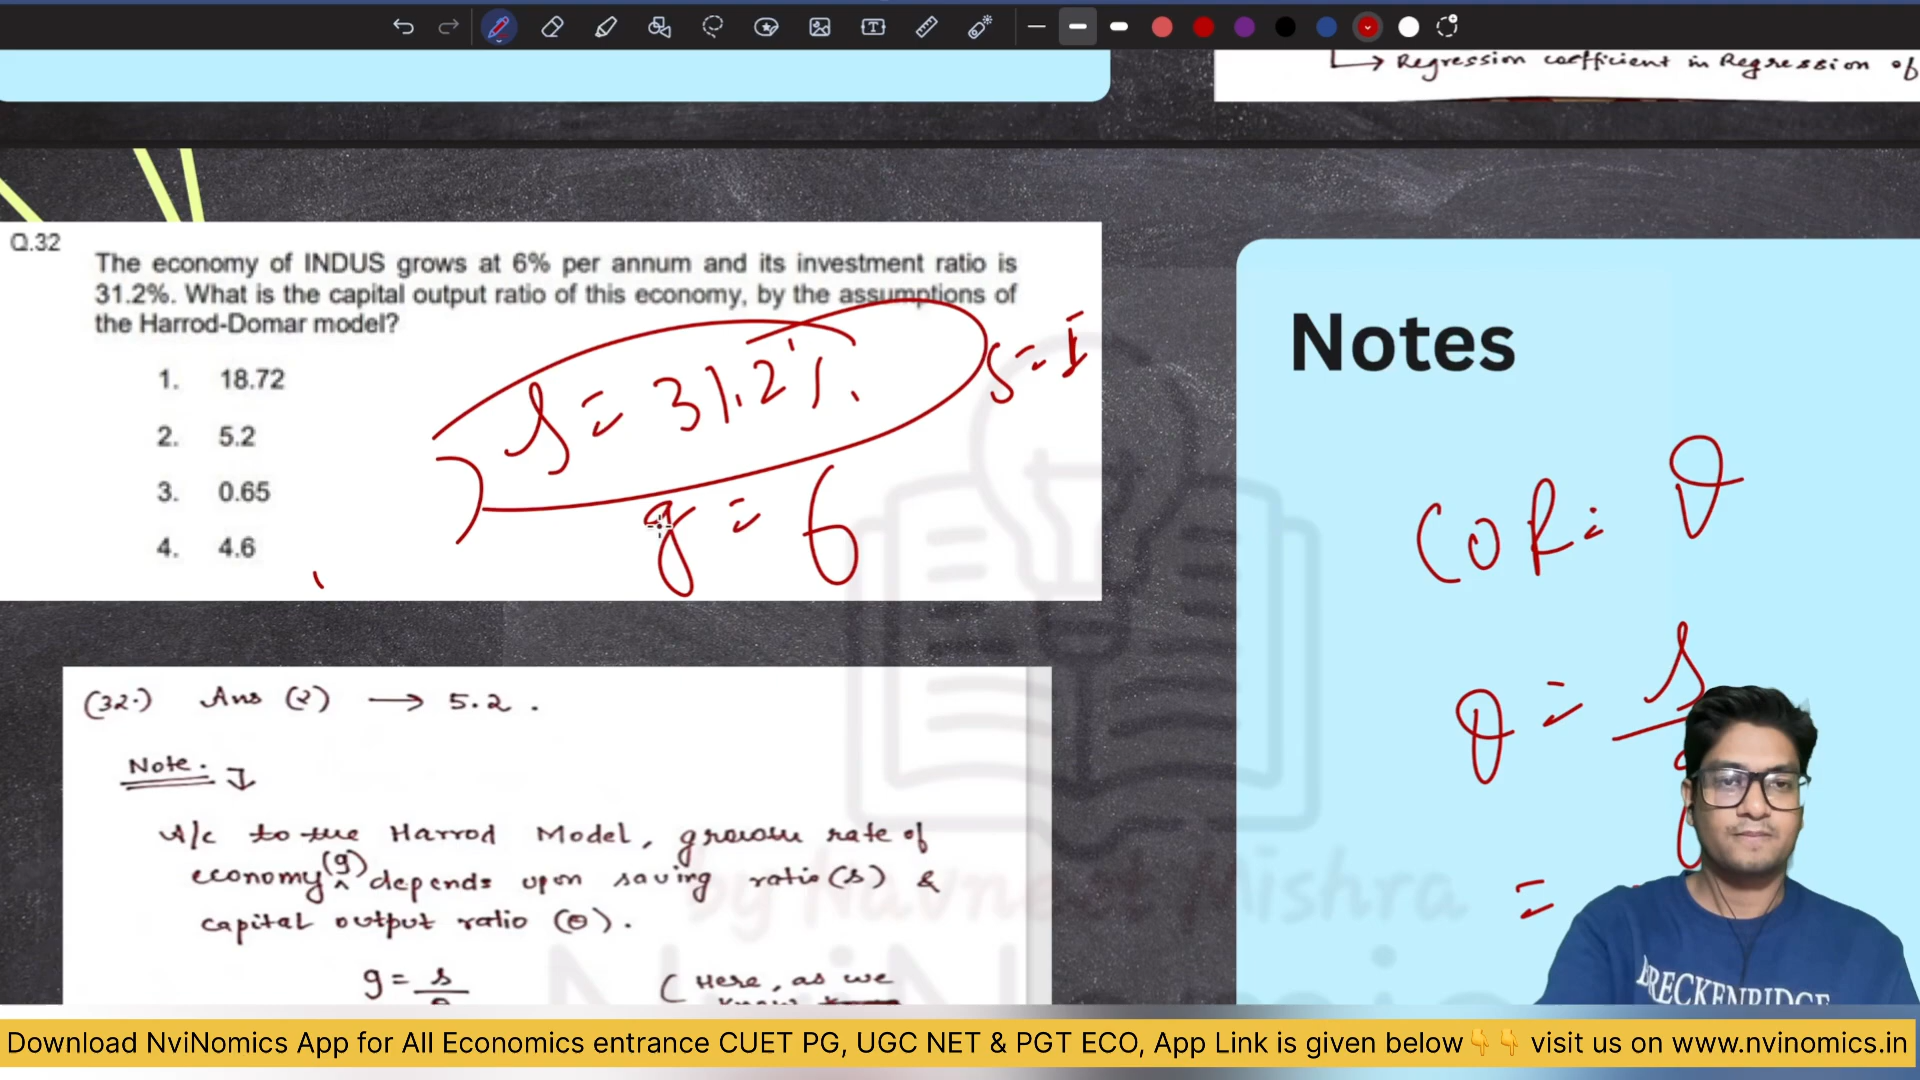 Regression coefficient in Regression of
Q.32
The economy of INDUS grows at 6% per annum and its investment ratio is
31.2%. What is the capital output ratio of this economy, by the assumptions of
the Harrod-Domar model?
1. 18.72
2. 5.2
3. 0.65
4. 4.6
s = 31.2%
s = I
g = 6
Notes
COR = θ
θ = s
=
(32.) Ans (2) → 5.2.
Note.
A/c to the Harrod Model, growth rate of
economy (g) depends upon saving ratio (s) &
capital output ratio (θ).
g = s
( Here, as we
by Navneet Mishra
NviNomics
BRECKENRIDGE
Download NviNomics App for All Economics entrance CUET PG, UGC NET & PGT ECO, App Link is given below👇👇 visit us on www.nvinomics.in